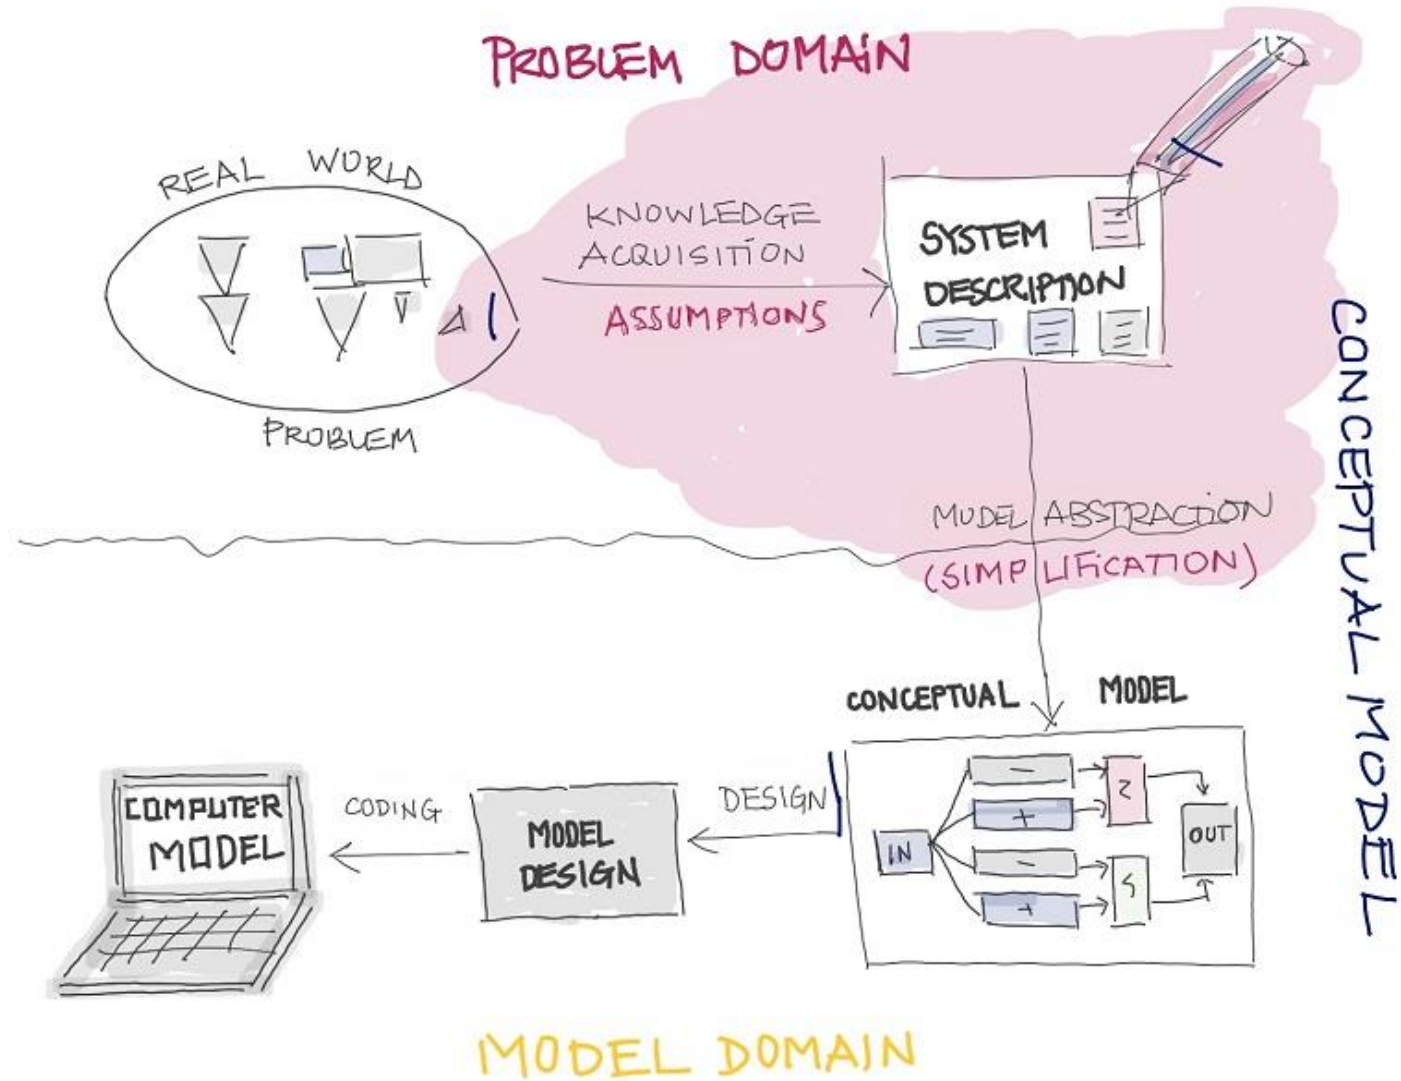 PROBLEM DOMAIN
REAL WORLD
PROBLEM
KNOWLEDGE
ACQUISITION
ASSUMPTIONS
SYSTEM
DESCRIPTION
CONCEPTUAL MODEL
MODEL ABSTRACTION
(SIMPLIFICATION)
CONCEPTUAL MODEL
IN
-
+
-
+
OUT
DESIGN
MODEL
DESIGN
CODING
COMPUTER
MODEL
MODEL DOMAIN